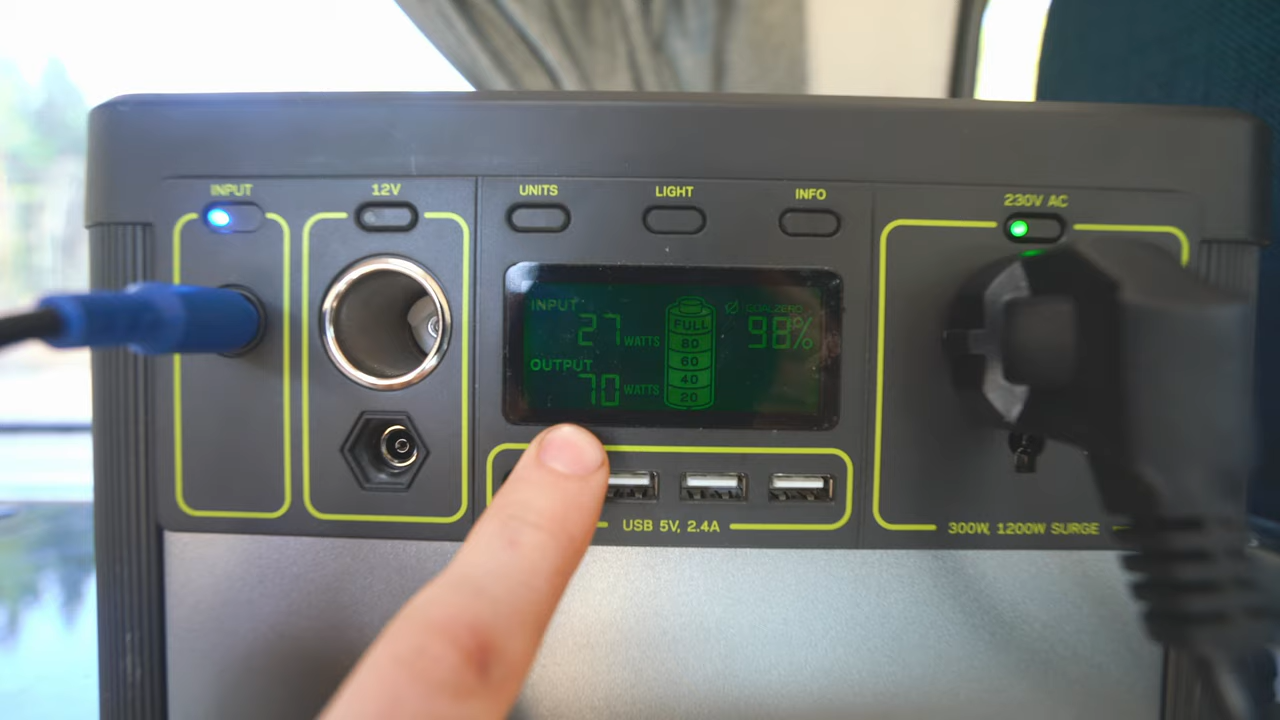 INPUT
12V
UNITS
LIGHT
INFO
230V AC
INPUT
27 WATTS
OUTPUT
70 WATTS
FULL
80
60
40
20
GOALZERO
98%
USB 5V, 2.4A
300W, 1200W SURGE